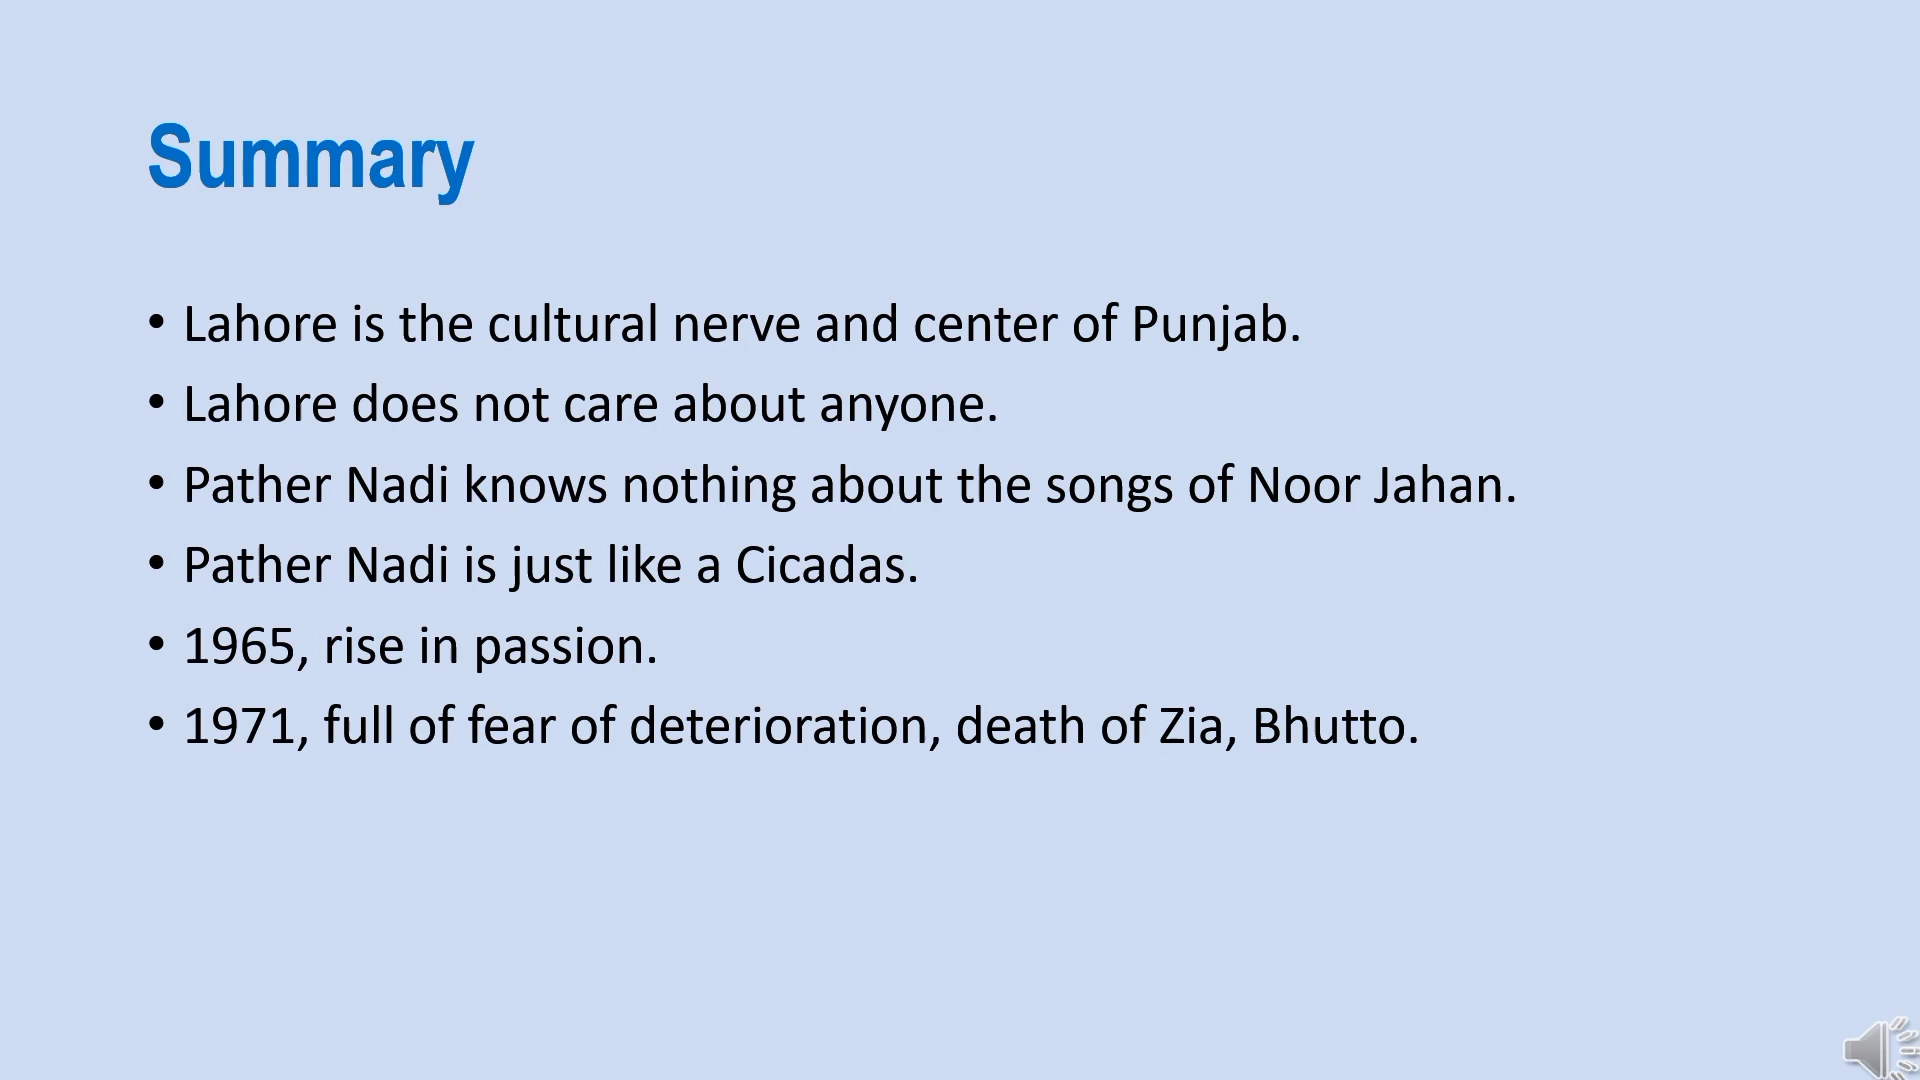 Summary
• Lahore is the cultural nerve and center of Punjab.
• Lahore does not care about anyone.
• Pather Nadi knows nothing about the songs of Noor Jahan.
• Pather Nadi is just like a Cicadas.
• 1965, rise in passion.
• 1971, full of fear of deterioration, death of Zia, Bhutto.